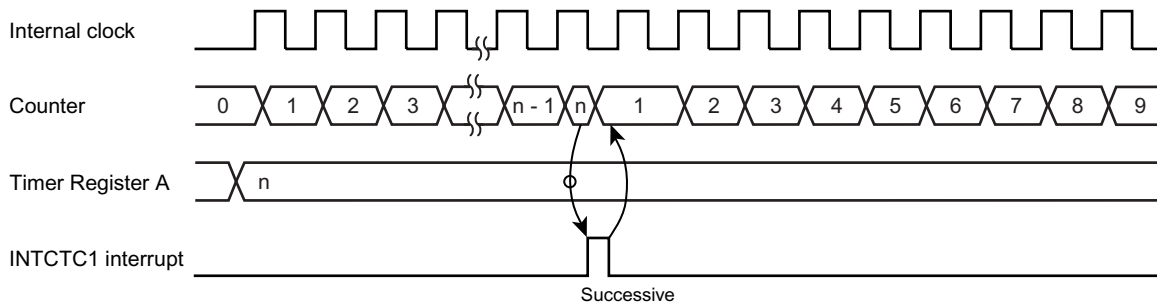 Internal clock
Counter 0 1 2 3 n - 1 n 1 2 3 4 5 6 7 8 9
Timer Register A n
INTCTC1 interrupt
Successive